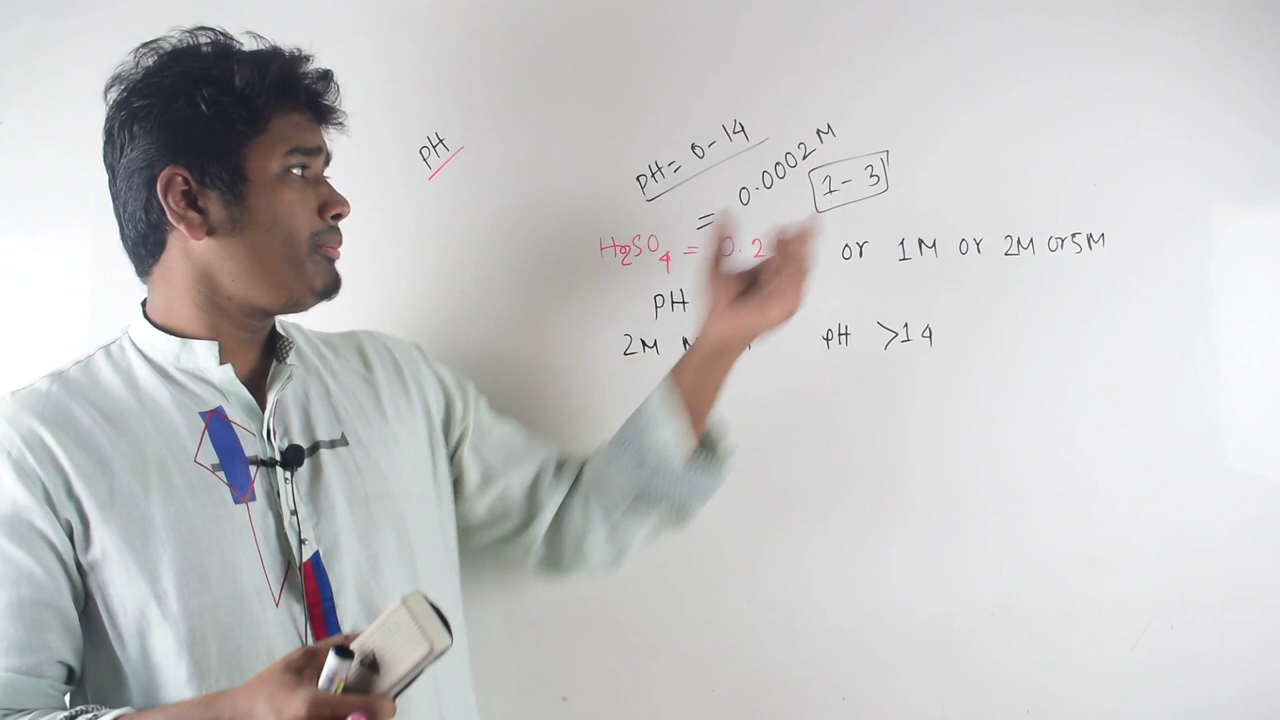 PH
PH = 0-14
= 0.0002 M
1-3
H2SO4 = 0.2 or 1M or 2M or 5M
PH
2M PH >14